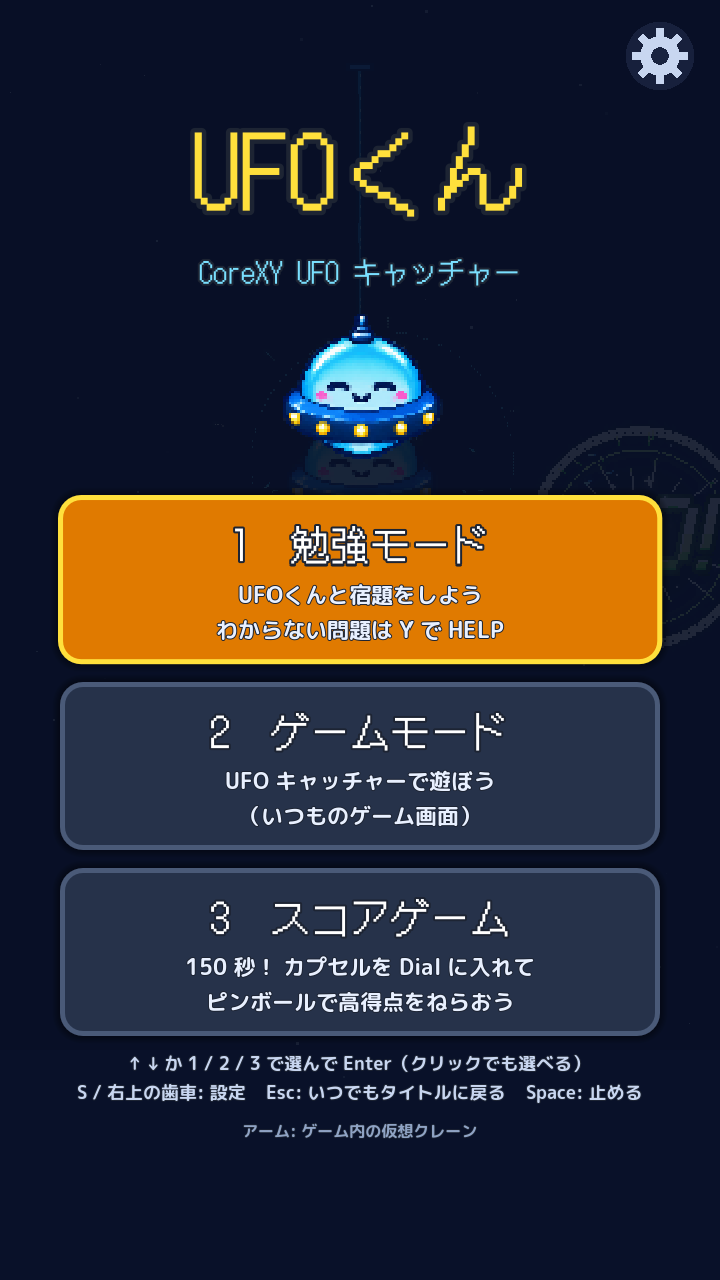 UFOくん
CoreXY UFO キャッチャー
1 勉強モード
UFOくんと宿題をしよう
わからない問題は Y で HELP
2 ゲームモード
UFO キャッチャーで遊ぼう
（いつものゲーム画面）
3 スコアゲーム
150 秒！ カプセルを Dial に入れて
ピンボールで高得点をねらおう
↑ ↓ か 1 / 2 / 3 で選んで Enter（クリックでも選べる）
S / 右上の歯車: 設定 Esc: いつでもタイトルに戻る Space: 止める
アーム: ゲーム内の仮想クレーン